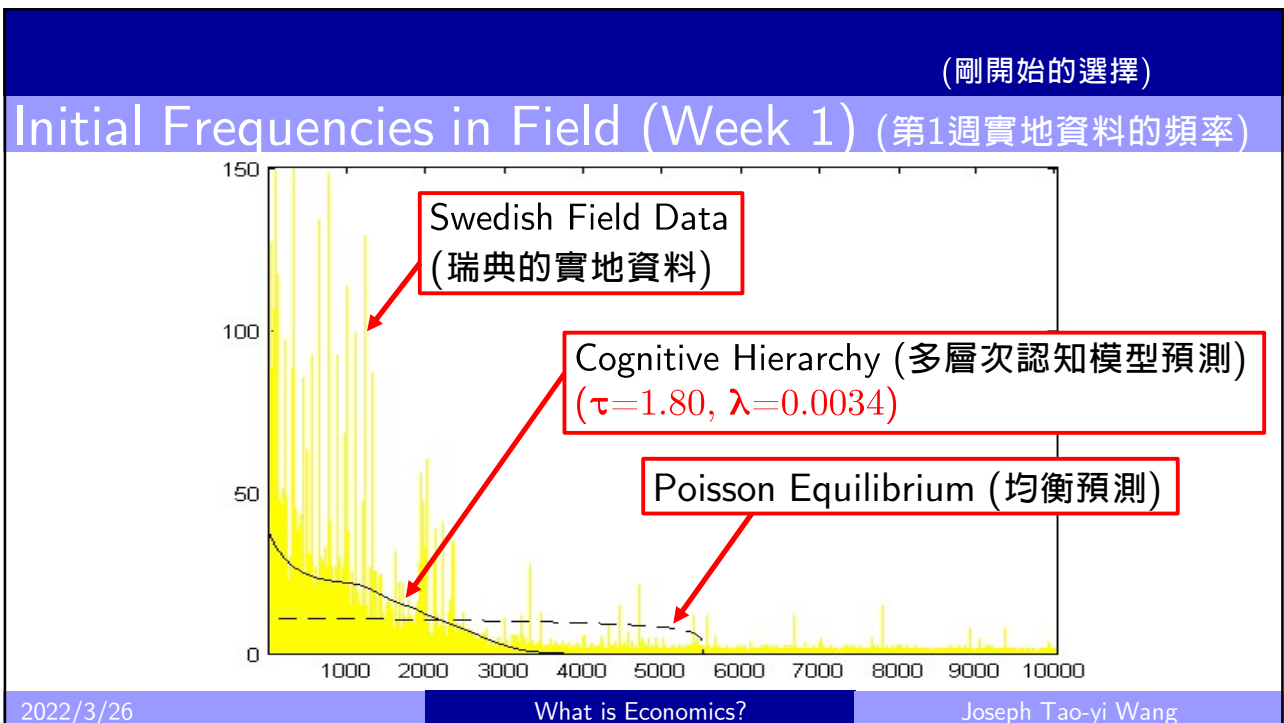 (剛開始的選擇)
Initial Frequencies in Field (Week 1) (第1週實地資料的頻率)
150
100
50
0
Swedish Field Data
(瑞典的實地資料)
Cognitive Hierarchy (多層次認知模型預測)
(τ=1.80, λ=0.0034)
Poisson Equilibrium (均衡預測)
1000 2000 3000 4000 5000 6000 7000 8000 9000 10000
2022/3/26 What is Economics? Joseph Tao-yi Wang